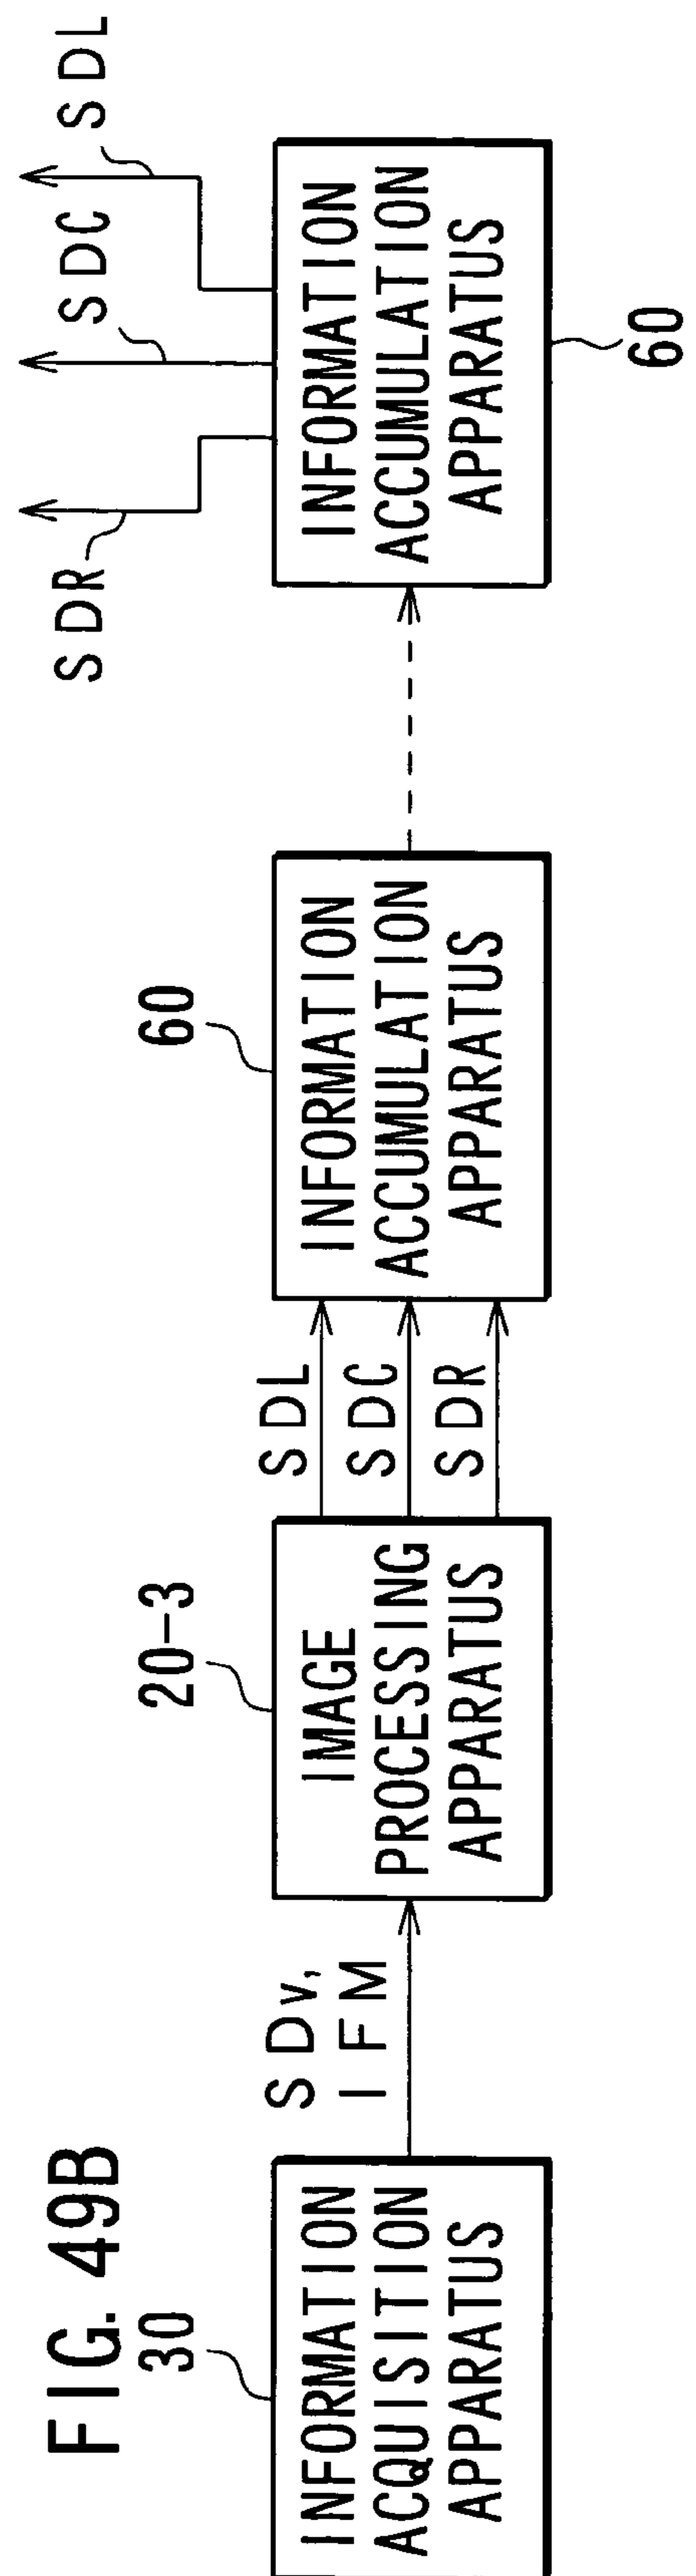 FIG. 49B
30
INFORMATION
ACQUISITION
APPARATUS
SDv,
IFM
20-3
IMAGE
PROCESSING
APPARATUS
SDL
SDC
SDR
60
INFORMATION
ACCUMULATION
APPARATUS
SDR
SDC
SDL
INFORMATION
ACCUMULATION
APPARATUS
60